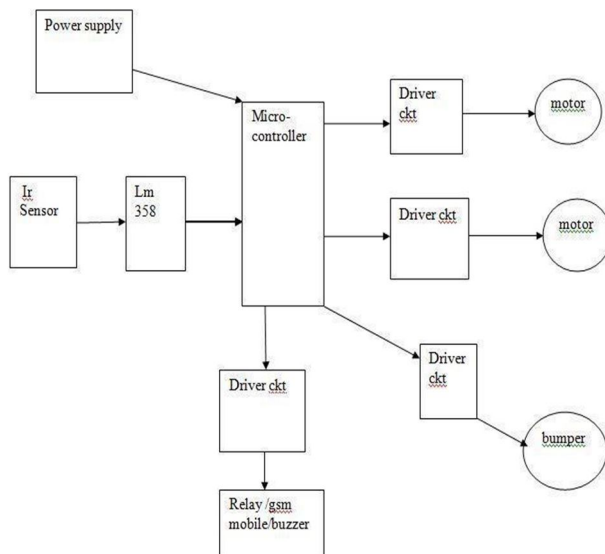 Power supply
Driver
ckt
motor
Micro-
controller
Ir
Sensor
Lm
358
Driver ckt
motor
Driver
ckt
Driver ckt
bumper
Relay /gsm
mobile/buzzer